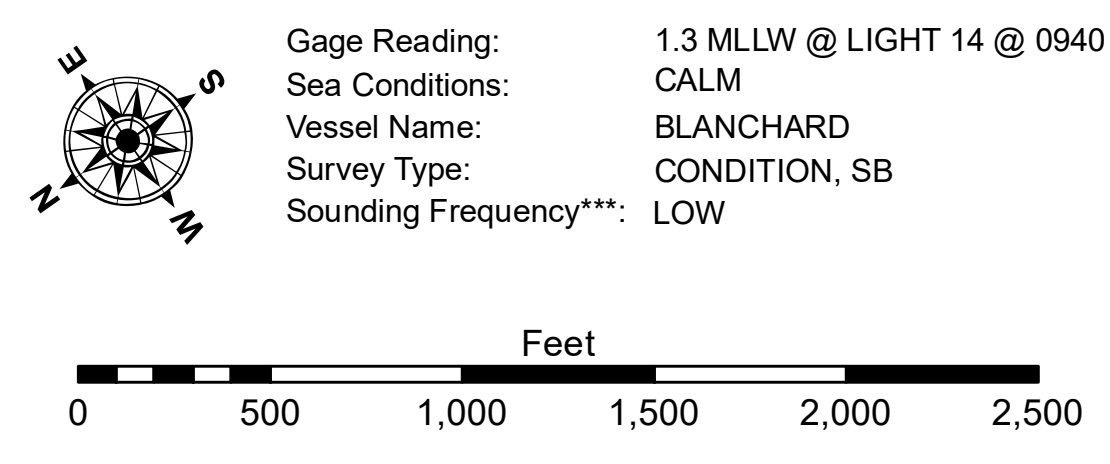 E
S
N
W
Gage Reading: 1.3 MLLW @ LIGHT 14 @ 0940
Sea Conditions: CALM
Vessel Name: BLANCHARD
Survey Type: CONDITION, SB
Sounding Frequency***: LOW
Feet
0 500 1,000 1,500 2,000 2,500